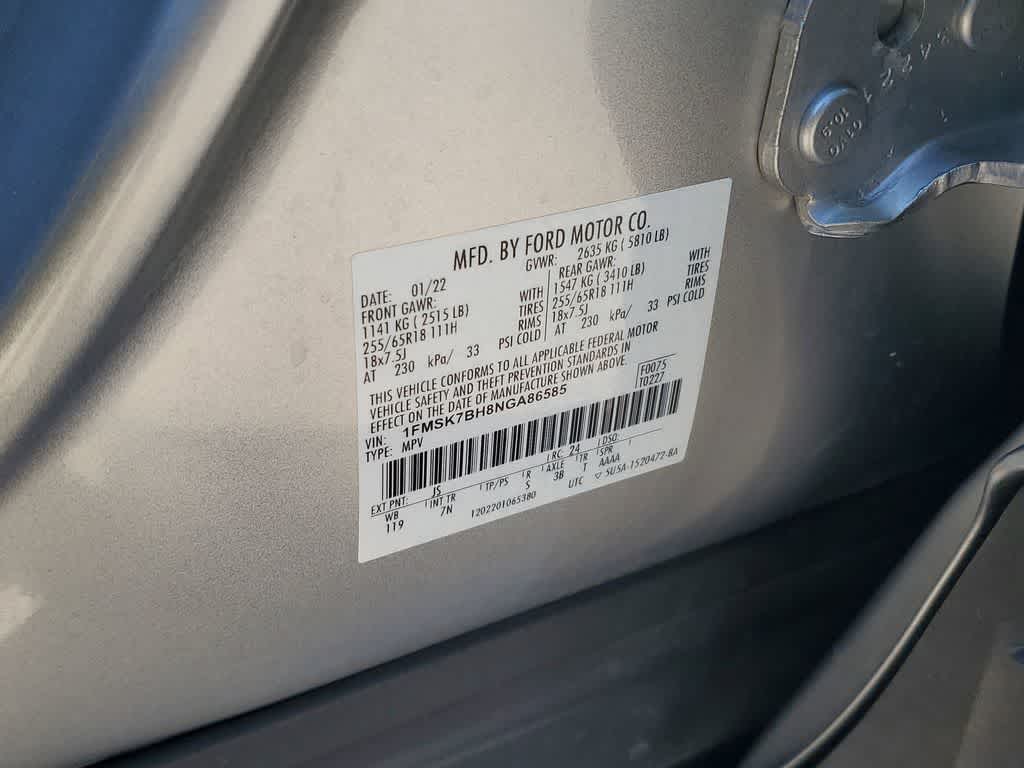 MFD. BY FORD MOTOR CO.
DATE: 01/22 GVWR: 2635 KG ( 5810 LB)
FRONT GAWR: REAR GAWR:
1141 KG ( 2515 LB) WITH 1547 KG ( 3410 LB) WITH
255/65R18 111H TIRES 255/65R18 111H TIRES
18x7.5J RIMS 18x7.5J RIMS
AT 230 kPa/ 33 PSI COLD AT 230 kPa/ 33 PSI COLD
THIS VEHICLE CONFORMS TO ALL APPLICABLE FEDERAL MOTOR
VEHICLE SAFETY AND THEFT PREVENTION STANDARDS IN
EFFECT ON THE DATE OF MANUFACTURE SHOWN ABOVE.
VIN: 1FMSK7BH8NGA86585 F0075
TYPE: MPV T0227
EXT PNT: JS RC: 24 DSO:
WB INT TR TP/PS R AXLE TR SPR
119 7N S 3B T AAAA
1202201065380 UTC ▽ 5U5A-1520472-BA
10.9